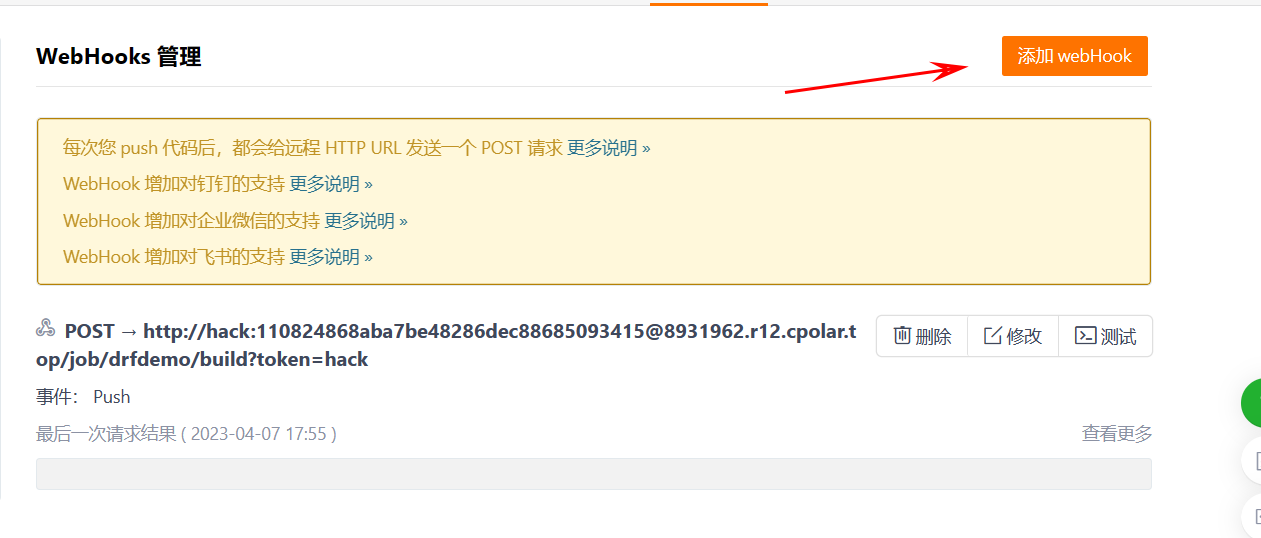 WebHooks 管理
添加 webHook
每次您 push 代码后，都会给远程 HTTP URL 发送一个 POST 请求 更多说明 »
WebHook 增加对钉钉的支持 更多说明 »
WebHook 增加对企业微信的支持 更多说明 »
WebHook 增加对飞书的支持 更多说明 »
POST → http://hack:110824868aba7be48286dec88685093415@8931962.r12.cpolar.t
op/job/drfdemo/build?token=hack
删除 修改 测试
事件： Push
最后一次请求结果 ( 2023-04-07 17:55 ) 查看更多